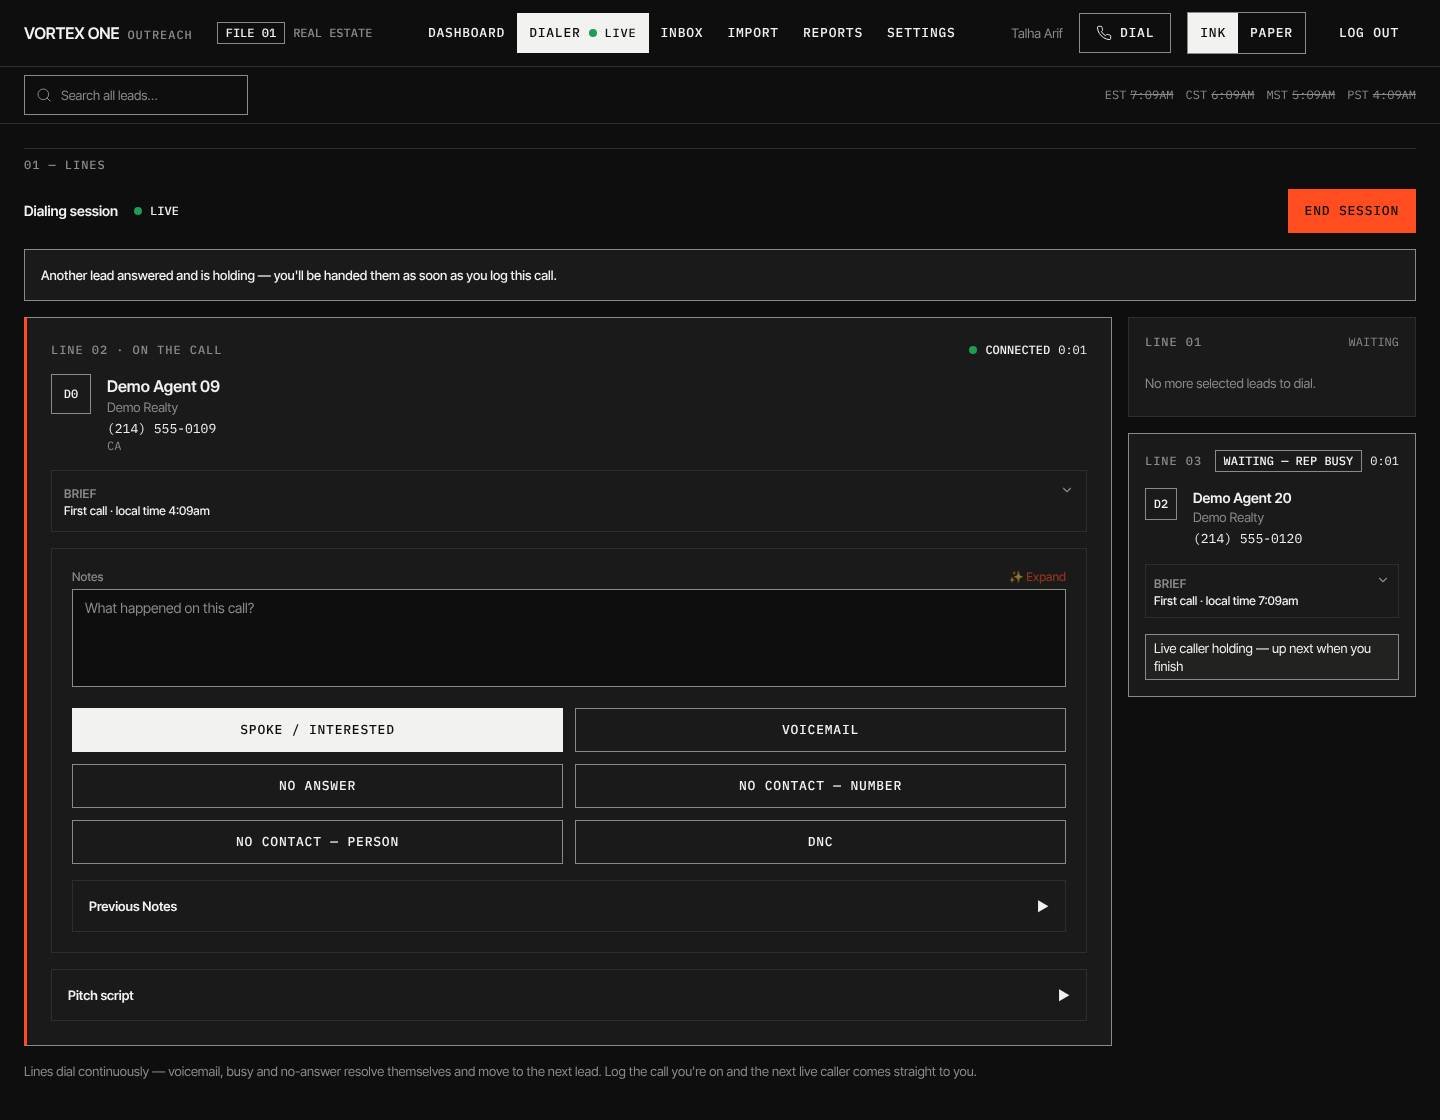 VORTEX ONE OUTREACH FILE 01 REAL ESTATE DASHBOARD DIALER LIVE INBOX IMPORT REPORTS SETTINGS Talha Arif DIAL INK PAPER LOG OUT
Search all leads... EST 7:09AM CST 6:09AM MST 5:09AM PST 4:09AM
01 — LINES
Dialing session LIVE END SESSION
Another lead answered and is holding — you'll be handed them as soon as you log this call.
LINE 02 · ON THE CALL CONNECTED 0:01
D0 Demo Agent 09
Demo Realty
(214) 555-0109
CA
BRIEF
First call · local time 4:09am
Notes ✨ Expand
What happened on this call?
SPOKE / INTERESTED VOICEMAIL
NO ANSWER NO CONTACT — NUMBER
NO CONTACT — PERSON DNC
Previous Notes
Pitch script
LINE 01 WAITING
No more selected leads to dial.
LINE 03 WAITING — REP BUSY 0:01
D2 Demo Agent 20
Demo Realty
(214) 555-0120
BRIEF
First call · local time 7:09am
Live caller holding — up next when you
finish
Lines dial continuously — voicemail, busy and no-answer resolve themselves and move to the next lead. Log the call you're on and the next live caller comes straight to you.